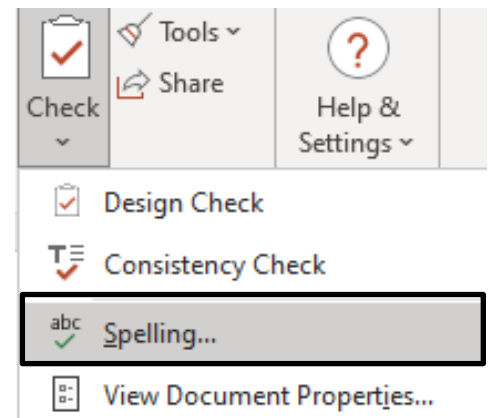 Tools
Share
Check
?
Help &
Settings
Design Check
Consistency Check
abc Spelling...
View Document Properties...